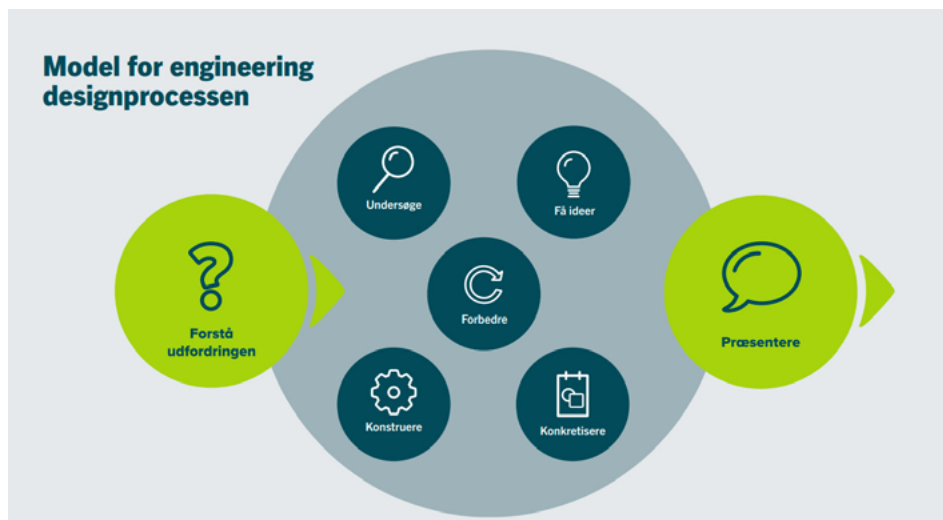 Model for engineering
designprocessen
Undersøge
Få ideer
Forbedre
Forstå
udfordringen
Præsentere
Konstruere
Konkretisere